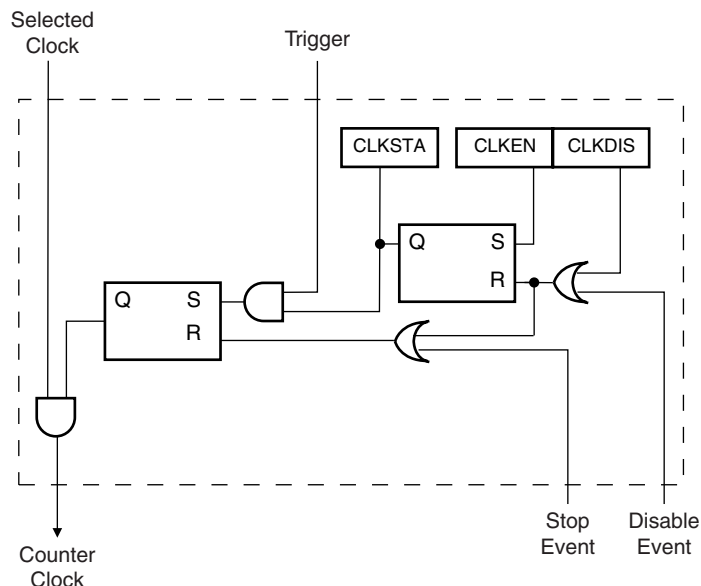 Selected
Clock
Trigger
CLKSTA
CLKEN
CLKDIS
Q
S
R
Q
S
R
Stop
Event
Disable
Event
Counter
Clock